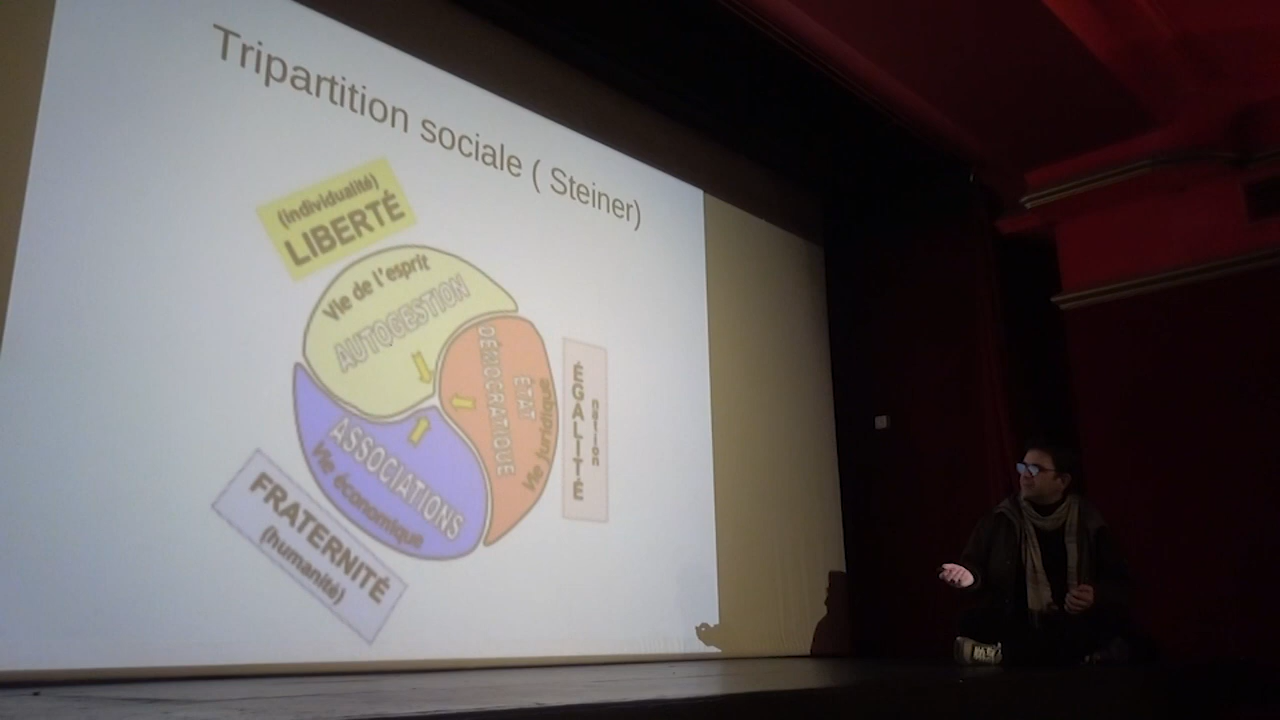 Tripartition sociale ( Steiner)
(individualité)
LIBERTÉ
Vie de l'esprit
AUTOGESTION
DÉMOCRATIQUE
ÉTAT
Vie juridique
ÉGALITÉ
nation
ASSOCIATIONS
Vie économique
FRATERNITÉ
(humanité)